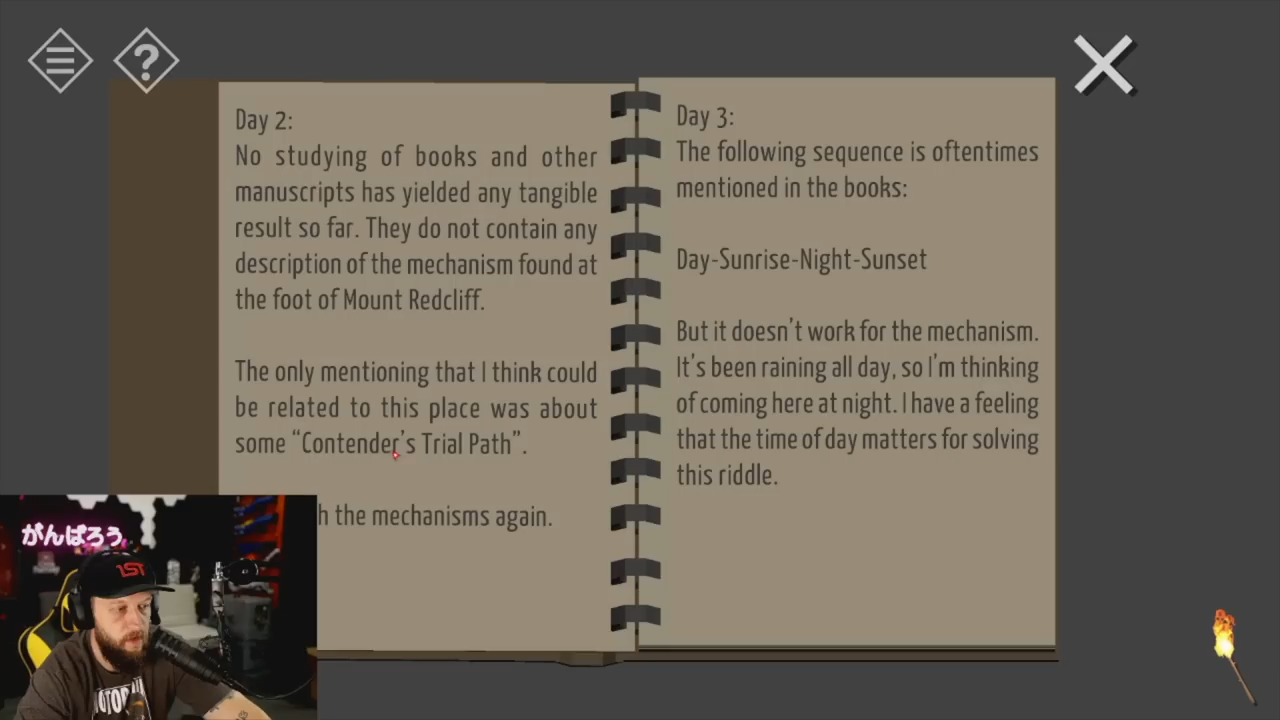 Day 2:
No studying of books and other
manuscripts has yielded any tangible
result so far. They do not contain any
description of the mechanism found at
the foot of Mount Redcliff.
The only mentioning that I think could
be related to this place was about
some “Contender’s Trial Path”.
the mechanisms again.
Day 3:
The following sequence is oftentimes
mentioned in the books:
Day-Sunrise-Night-Sunset
But it doesn’t work for the mechanism.
It’s been raining all day, so I’m thinking
of coming here at night. I have a feeling
that the time of day matters for solving
this riddle.
がんばろう